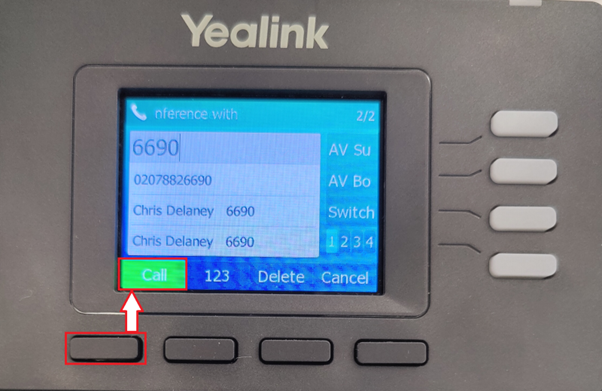 Yealink
nference with 2/2
6690 AV Su
02078826690 AV Bo
Chris Delaney 6690 Switch
Chris Delaney 6690 1 2 3 4
Call 123 Delete Cancel